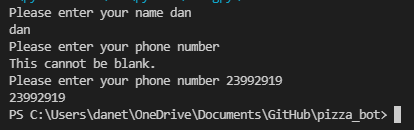 Please enter your name dan
dan
Please enter your phone number
This cannot be blank.
Please enter your phone number 23992919
23992919
PS C:\Users\danet\OneDrive\Documents\GitHub\pizza_bot>